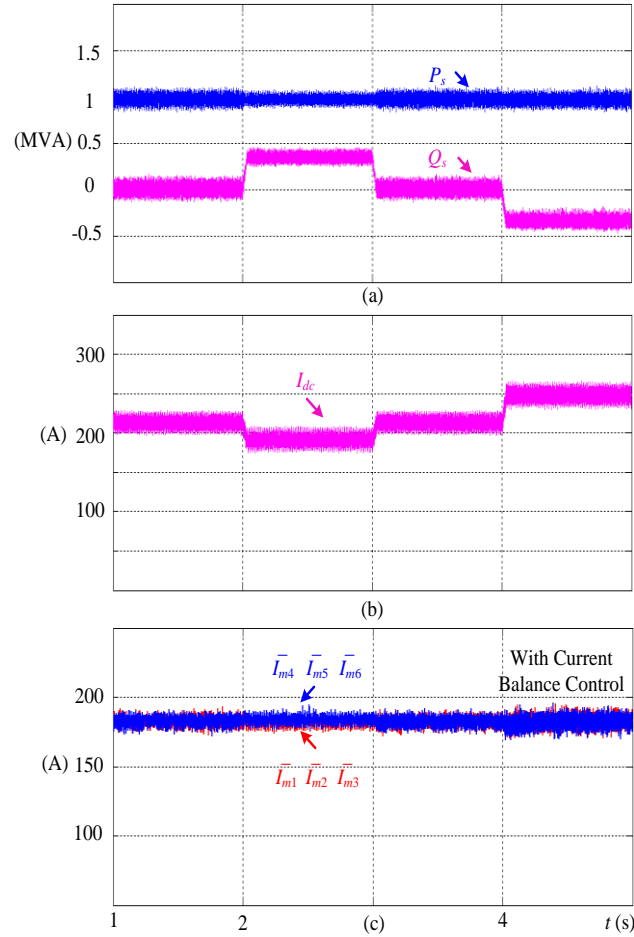 1.5
P_s
1
(MVA) 0.5
Q_s
0
-0.5
(a)
300
I_dc
(A)
200
100
(b)
I̅_m4 I̅_m5 I̅_m6
With Current
Balance Control
200
(A) 150
I̅_m1 I̅_m2 I̅_m3
100
1 2 (c) 4 t (s)